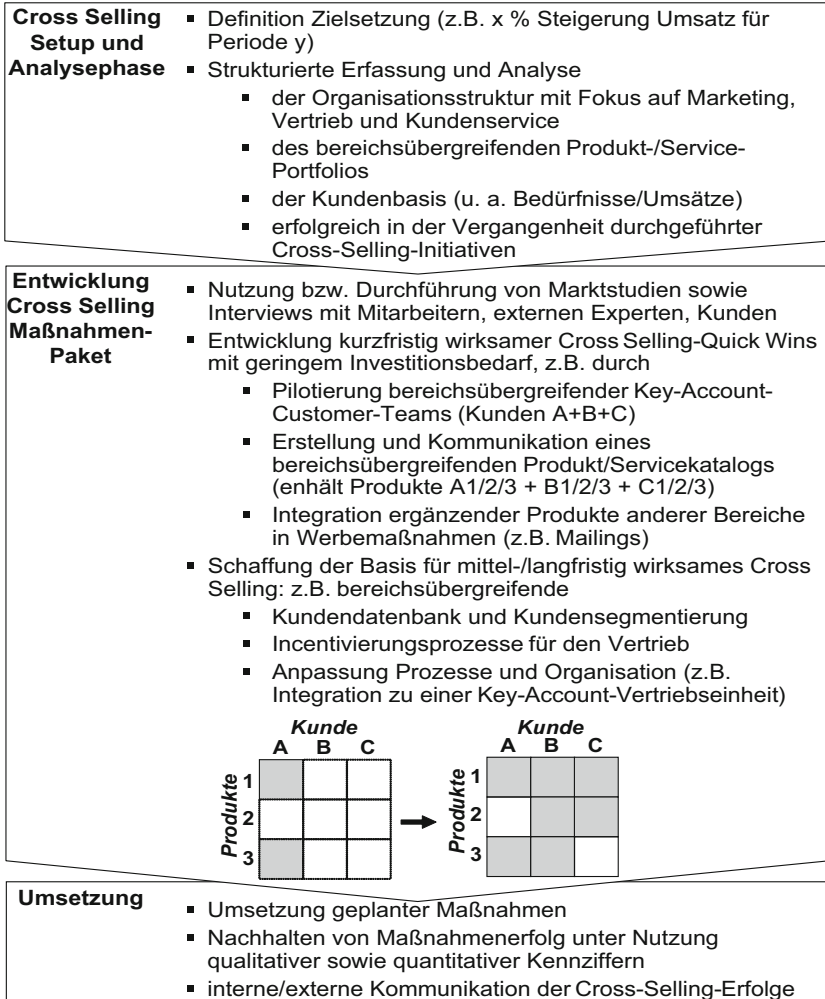 Cross Selling
Setup und
Analysephase
▪ Definition Zielsetzung (z.B. x % Steigerung Umsatz für
Periode y)
▪ Strukturierte Erfassung und Analyse
▪ der Organisationsstruktur mit Fokus auf Marketing,
Vertrieb und Kundenservice
▪ des bereichsübergreifenden Produkt-/Service-
Portfolios
▪ der Kundenbasis (u. a. Bedürfnisse/Umsätze)
▪ erfolgreich in der Vergangenheit durchgeführter
Cross-Selling-Initiativen
Entwicklung
Cross Selling
Maßnahmen-
Paket
▪ Nutzung bzw. Durchführung von Marktstudien sowie
Interviews mit Mitarbeitern, externen Experten, Kunden
▪ Entwicklung kurzfristig wirksamer Cross Selling-Quick Wins
mit geringem Investitionsbedarf, z.B. durch
▪ Pilotierung bereichsübergreifender Key-Account-
Customer-Teams (Kunden A+B+C)
▪ Erstellung und Kommunikation eines
bereichsübergreifenden Produkt/Servicekatalogs
(enhält Produkte A1/2/3 + B1/2/3 + C1/2/3)
▪ Integration ergänzender Produkte anderer Bereiche
in Werbemaßnahmen (z.B. Mailings)
▪ Schaffung der Basis für mittel-/langfristig wirksames Cross
Selling: z.B. bereichsübergreifende
▪ Kundendatenbank und Kundensegmentierung
▪ Incentivierungsprozesse für den Vertrieb
▪ Anpassung Prozesse und Organisation (z.B.
Integration zu einer Key-Account-Vertriebseinheit)
Kunde
A B C
Produkte
1
2
3
Kunde
A B C
Produkte
1
2
3
Umsetzung
▪ Umsetzung geplanter Maßnahmen
▪ Nachhalten von Maßnahmenerfolg unter Nutzung
qualitativer sowie quantitativer Kennziffern
▪ interne/externe Kommunikation der Cross-Selling-Erfolge